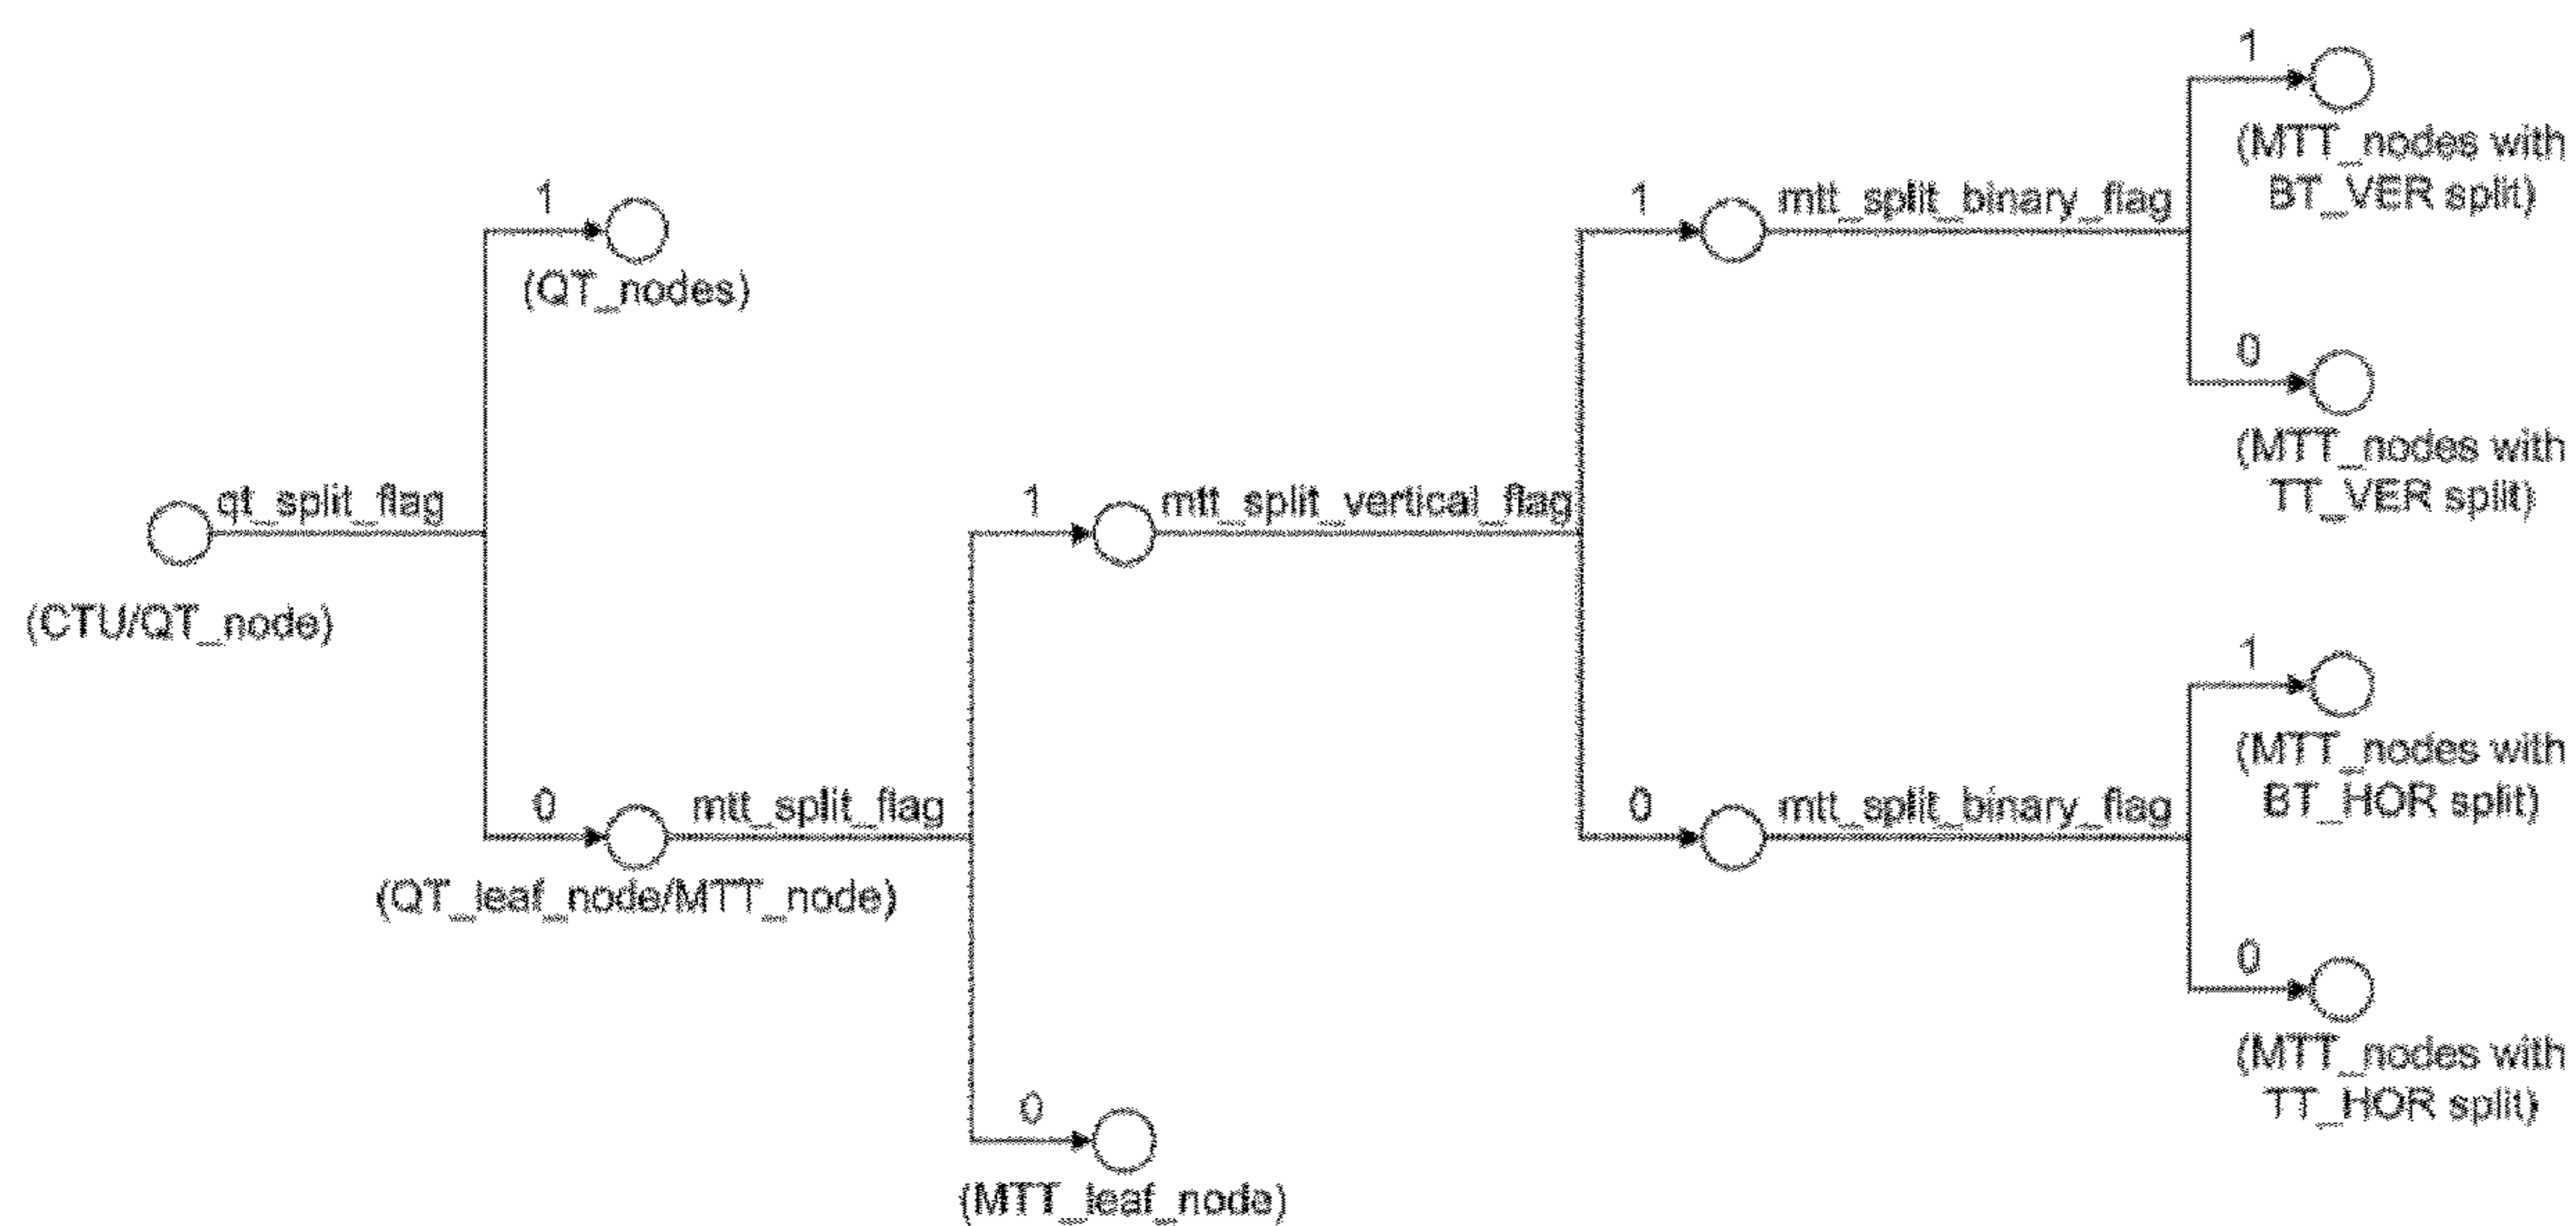 1
(MTT_nodes with
BT_VER split)
1
(QT_nodes)
1
mtt_split_binary_flag
0
(MTT_nodes with
TT_VER split)
qt_split_flag
(CTU/QT_node)
1
mtt_split_vertical_flag
1
(MTT_nodes with
BT_HOR split)
0
mtt_split_flag
(QT_leaf_node/MTT_node)
0
mtt_split_binary_flag
0
(MTT_nodes with
TT_HOR split)
0
(MTT_leaf_node)